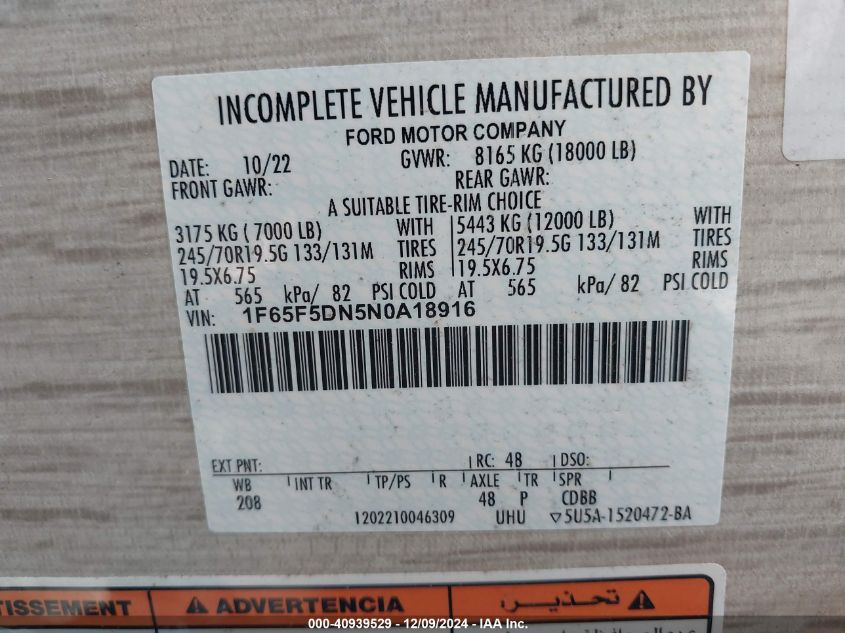 INCOMPLETE VEHICLE MANUFACTURED BY
FORD MOTOR COMPANY
DATE: 10/22 GVWR: 8165 KG (18000 LB)
FRONT GAWR: REAR GAWR:
A SUITABLE TIRE-RIM CHOICE
3175 KG ( 7000 LB) WITH 5443 KG (12000 LB) WITH
245/70R19.5G 133/131M TIRES 245/70R19.5G 133/131M TIRES
19.5X6.75 RIMS 19.5X6.75 RIMS
AT 565 kPa/ 82 PSI COLD AT 565 kPa/ 82 PSI COLD
VIN: 1F65F5DN5N0A18916
EXT PNT: RC: 48 DSO:
WB INT TR TP/PS R AXLE TR SPR
208 48 P CDBB
1202210046309 UHU ▽5U5A-1520472-BA
TISSEMENT ⚠ ADVERTENCIA تحذير ⚠
000-40939529 - 12/09/2024 - IAA Inc.